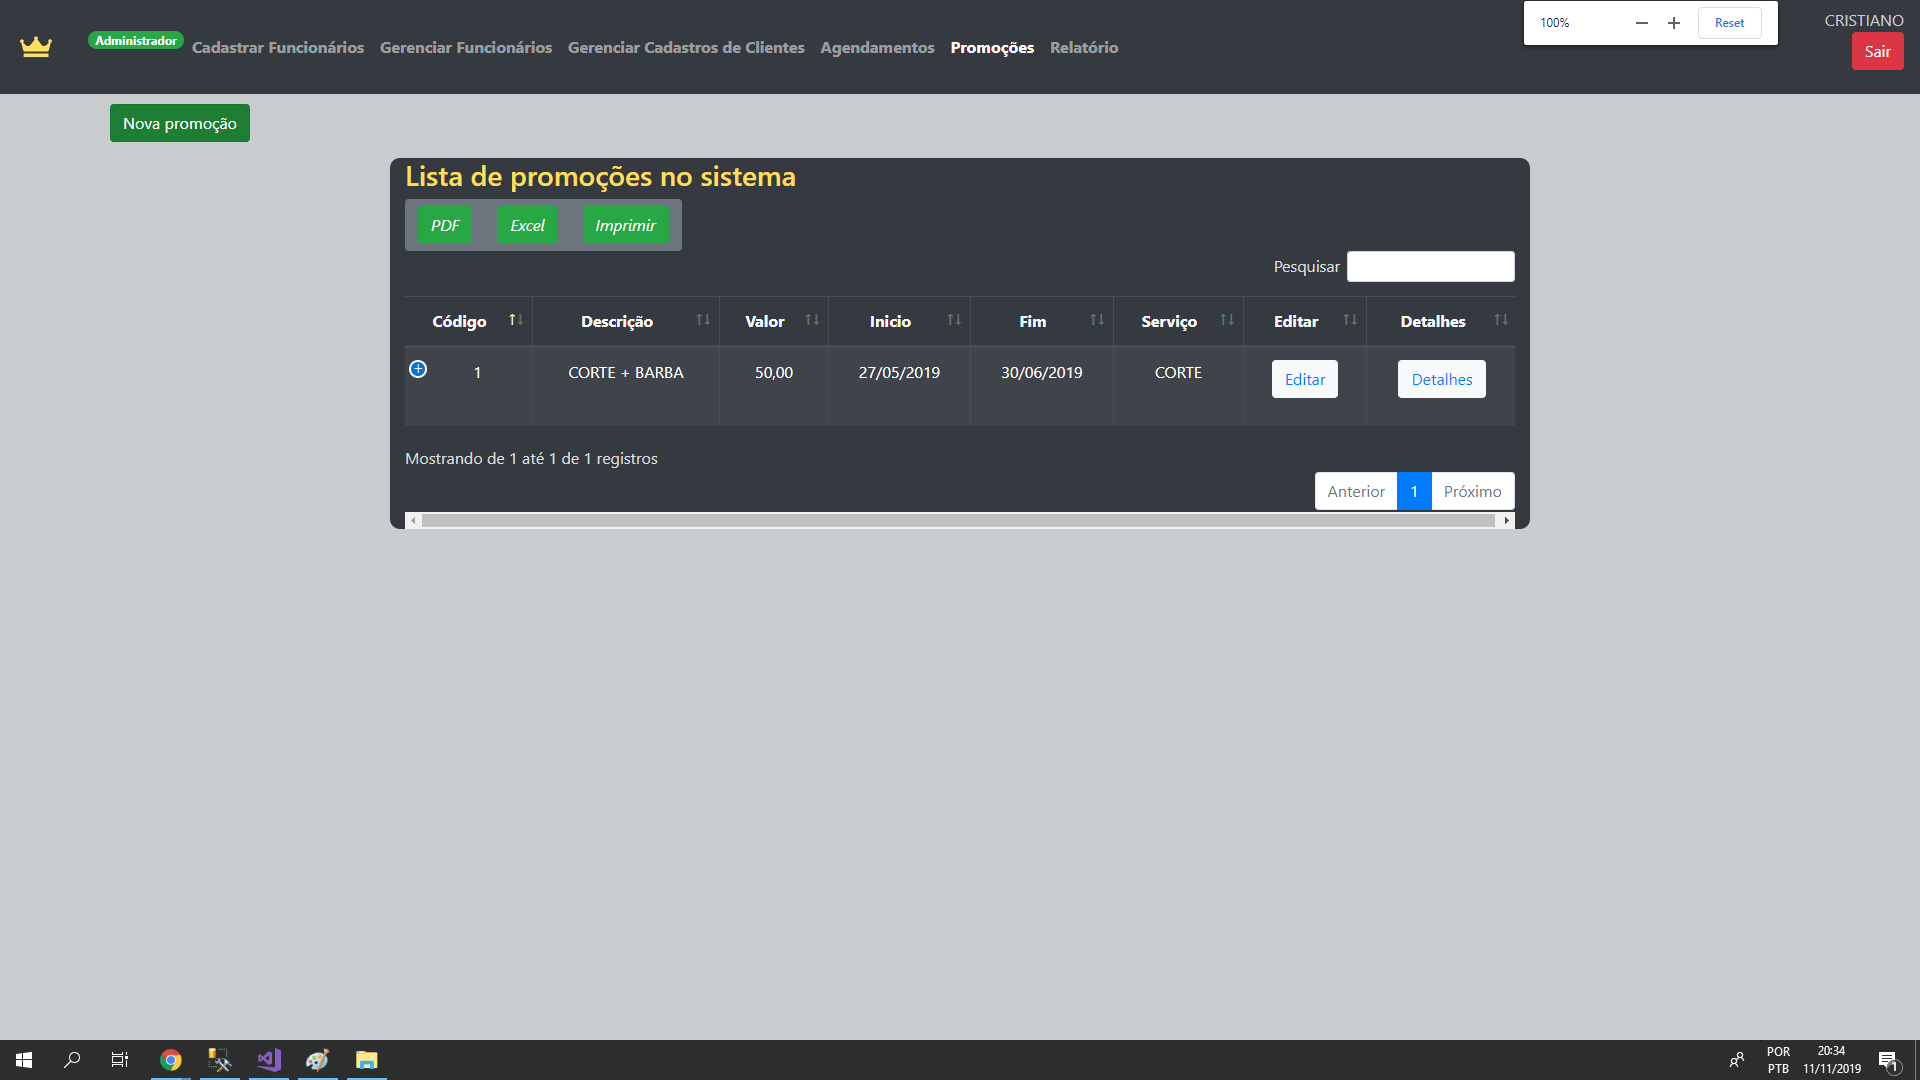 100%
Reset
CRISTIANO
Administrador
Cadastrar Funcionários Gerenciar Funcionários Gerenciar Cadastros de Clientes Agendamentos Promoções Relatório
Sair
Nova promoção
Lista de promoções no sistema
PDF Excel Imprimir
Pesquisar
Código Descrição Valor Inicio Fim Serviço Editar Detalhes
1 CORTE + BARBA 50,00 27/05/2019 30/06/2019 CORTE Editar Detalhes
Mostrando de 1 até 1 de 1 registros
Anterior 1 Próximo
POR 20:34
PTB 11/11/2019 1